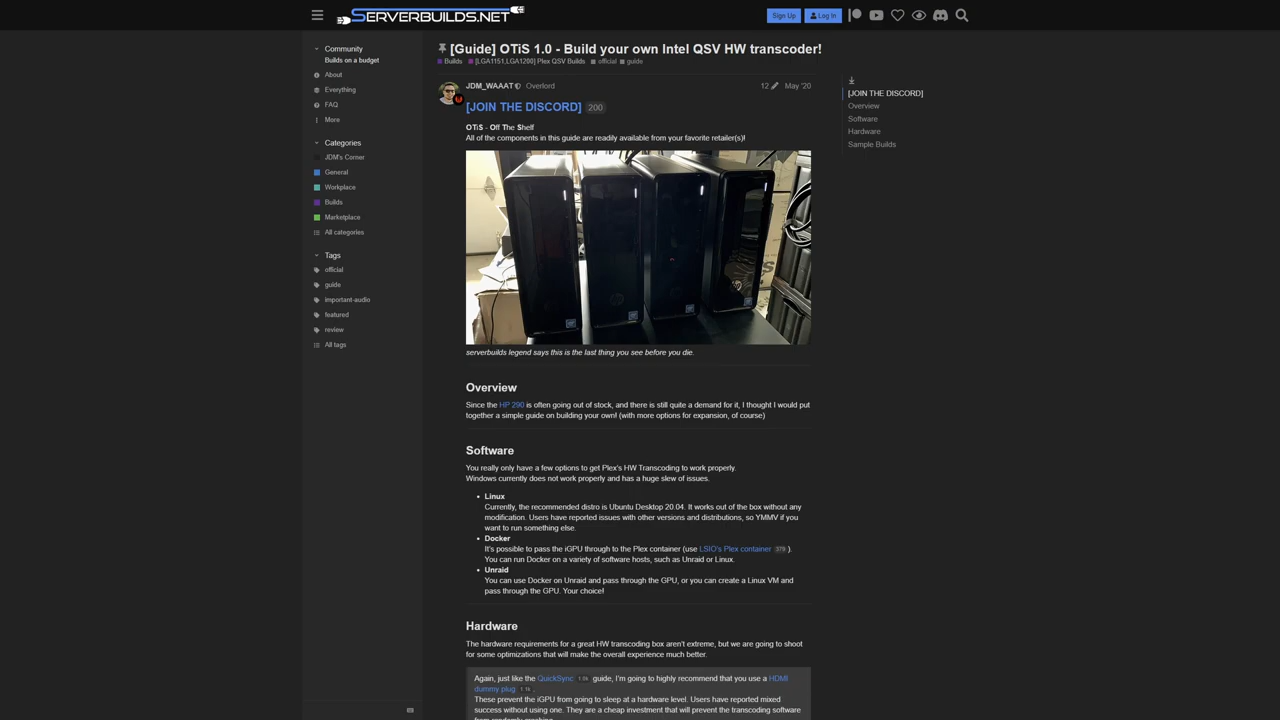 SERVERBUILDS.NET
Sign Up
Log In
Community
Builds on a budget
About
Everything
FAQ
More
Categories
JDM's Corner
General
Workplace
Builds
Marketplace
All categories
Tags
official
guide
important-audio
featured
review
All tags
[Guide] OTiS 1.0 - Build your own Intel QSV HW transcoder!
Builds [LGA1151,LGA1200] Plex QSV Builds official guide
JDM_WAAAT Overlord 12 May '20
[JOIN THE DISCORD] 200
OTiS - Off The Shelf
All of the components in this guide are readily available from your favorite retailer(s)!
serverbuilds legend says this is the last thing you see before you die.
Overview
Since the HP 290 is often going out of stock, and there is still quite a demand for it, I thought I would put
together a simple guide on building your own! (with more options for expansion, of course)
Software
You really only have a few options to get Plex's HW Transcoding to work properly.
Windows currently does not work properly and has a huge slew of issues.
Linux
Currently, the recommended distro is Ubuntu Desktop 20.04. It works out of the box without any
modification. Users have reported issues with other versions and distributions, so YMMV if you
want to run something else.
Docker
It's possible to pass the iGPU through to the Plex container (use LSIO's Plex container 379 ).
You can run Docker on a variety of software hosts, such as Unraid or Linux.
Unraid
You can use Docker on Unraid and pass through the GPU, or you can create a Linux VM and
pass through the GPU. Your choice!
Hardware
The hardware requirements for a great HW transcoding box aren't extreme, but we are going to shoot
for some optimizations that will make the overall experience much better.
Again, just like the QuickSync 1.8k guide, I'm going to highly recommend that you use a HDMI
dummy plug 1.1k .
These prevent the iGPU from going to sleep at a hardware level. Users have reported mixed
success without using one. They are a cheap investment that will prevent the transcoding software
from randomly crashing.
[JOIN THE DISCORD]
Overview
Software
Hardware
Sample Builds